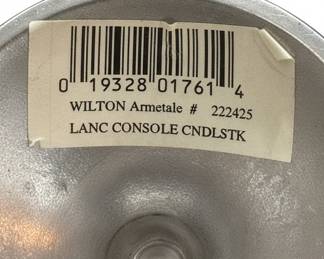 0 19328 01761 4
WILTON Armetale # 222425
LANC CONSOLE CNDLSTK